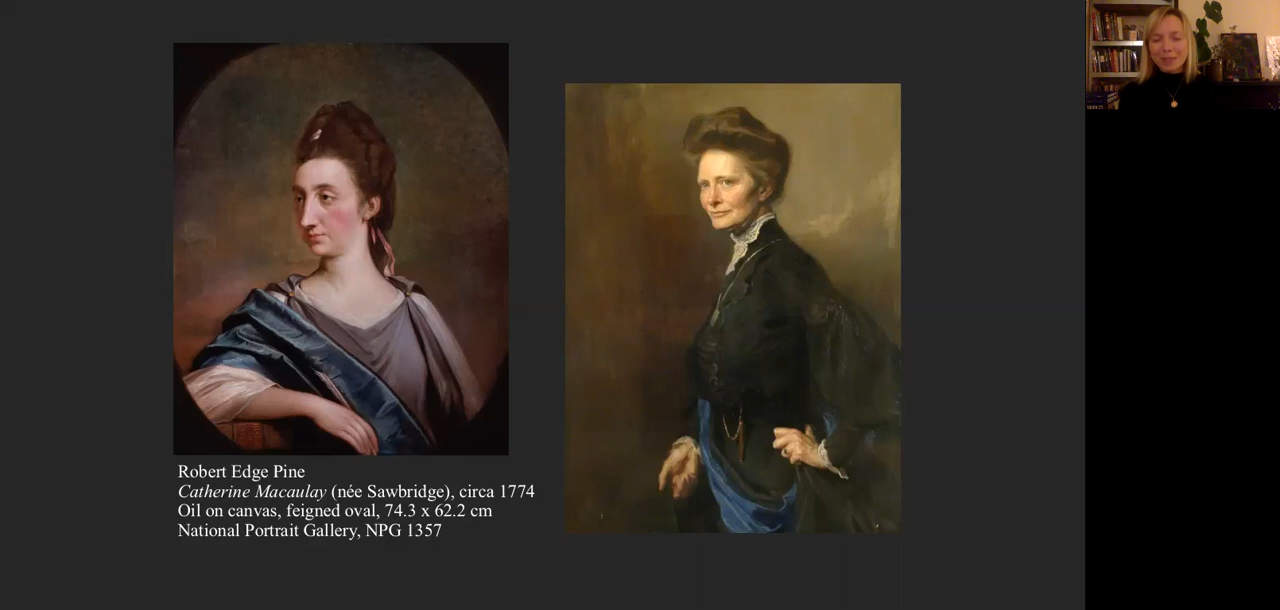 Robert Edge Pine
Catherine Macaulay (née Sawbridge), circa 1774
Oil on canvas, feigned oval, 74.3 x 62.2 cm
National Portrait Gallery, NPG 1357